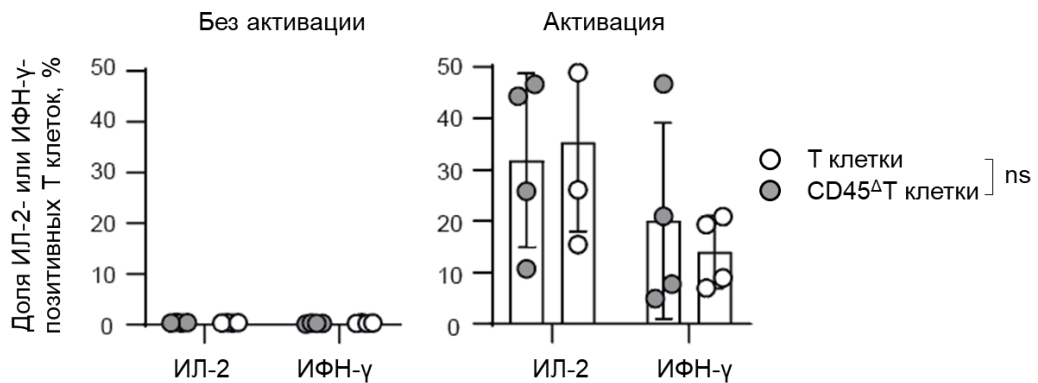 Без активации
Активация
Доля ИЛ-2- или ИФН-γ-
позитивных Т клеток, %
50
40
30
20
10
0
ИЛ-2
ИФН-γ
50
40
30
20
10
0
ИЛ-2
ИФН-γ
Т клетки
CD45ΔT клетки
ns